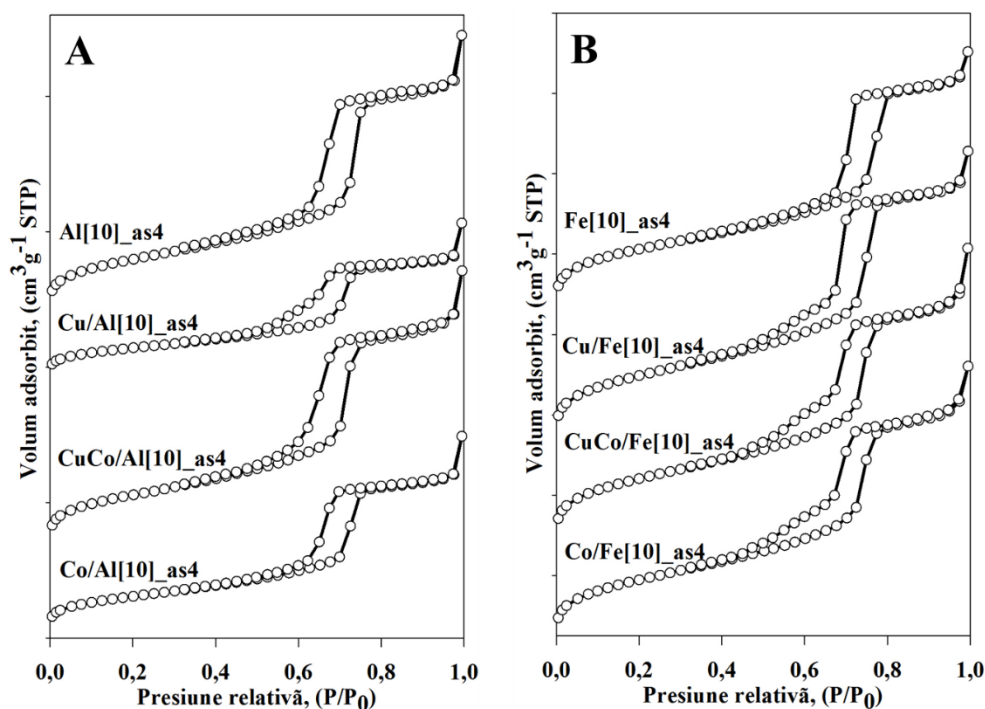 A
Volum adsorbit, (cm³g⁻¹ STP)
Al[10]_as4
Cu/Al[10]_as4
CuCo/Al[10]_as4
Co/Al[10]_as4
0,0 0,2 0,4 0,6 0,8 1,0
Presiune relativã, (P/P₀)
B
Volum adsorbit, (cm³g⁻¹ STP)
Fe[10]_as4
Cu/Fe[10]_as4
CuCo/Fe[10]_as4
Co/Fe[10]_as4
0,0 0,2 0,4 0,6 0,8 1,0
Presiune relativã, (P/P₀)